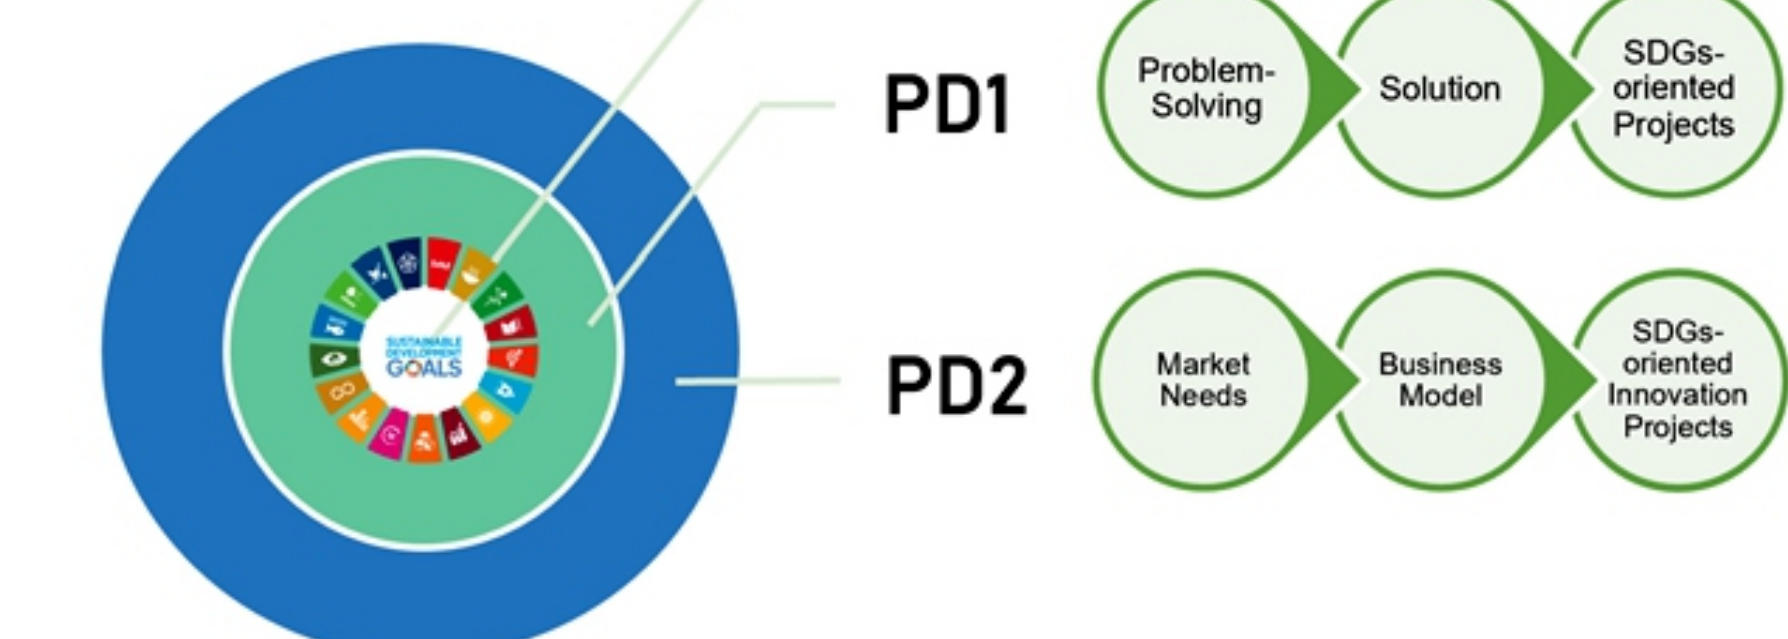 PD1
Problem-
Solving
Solution
SDGs-
oriented
Projects
SUSTAINABLE
DEVELOPMENT
GOALS
PD2
Market
Needs
Business
Model
SDGs-
oriented
Innovation
Projects